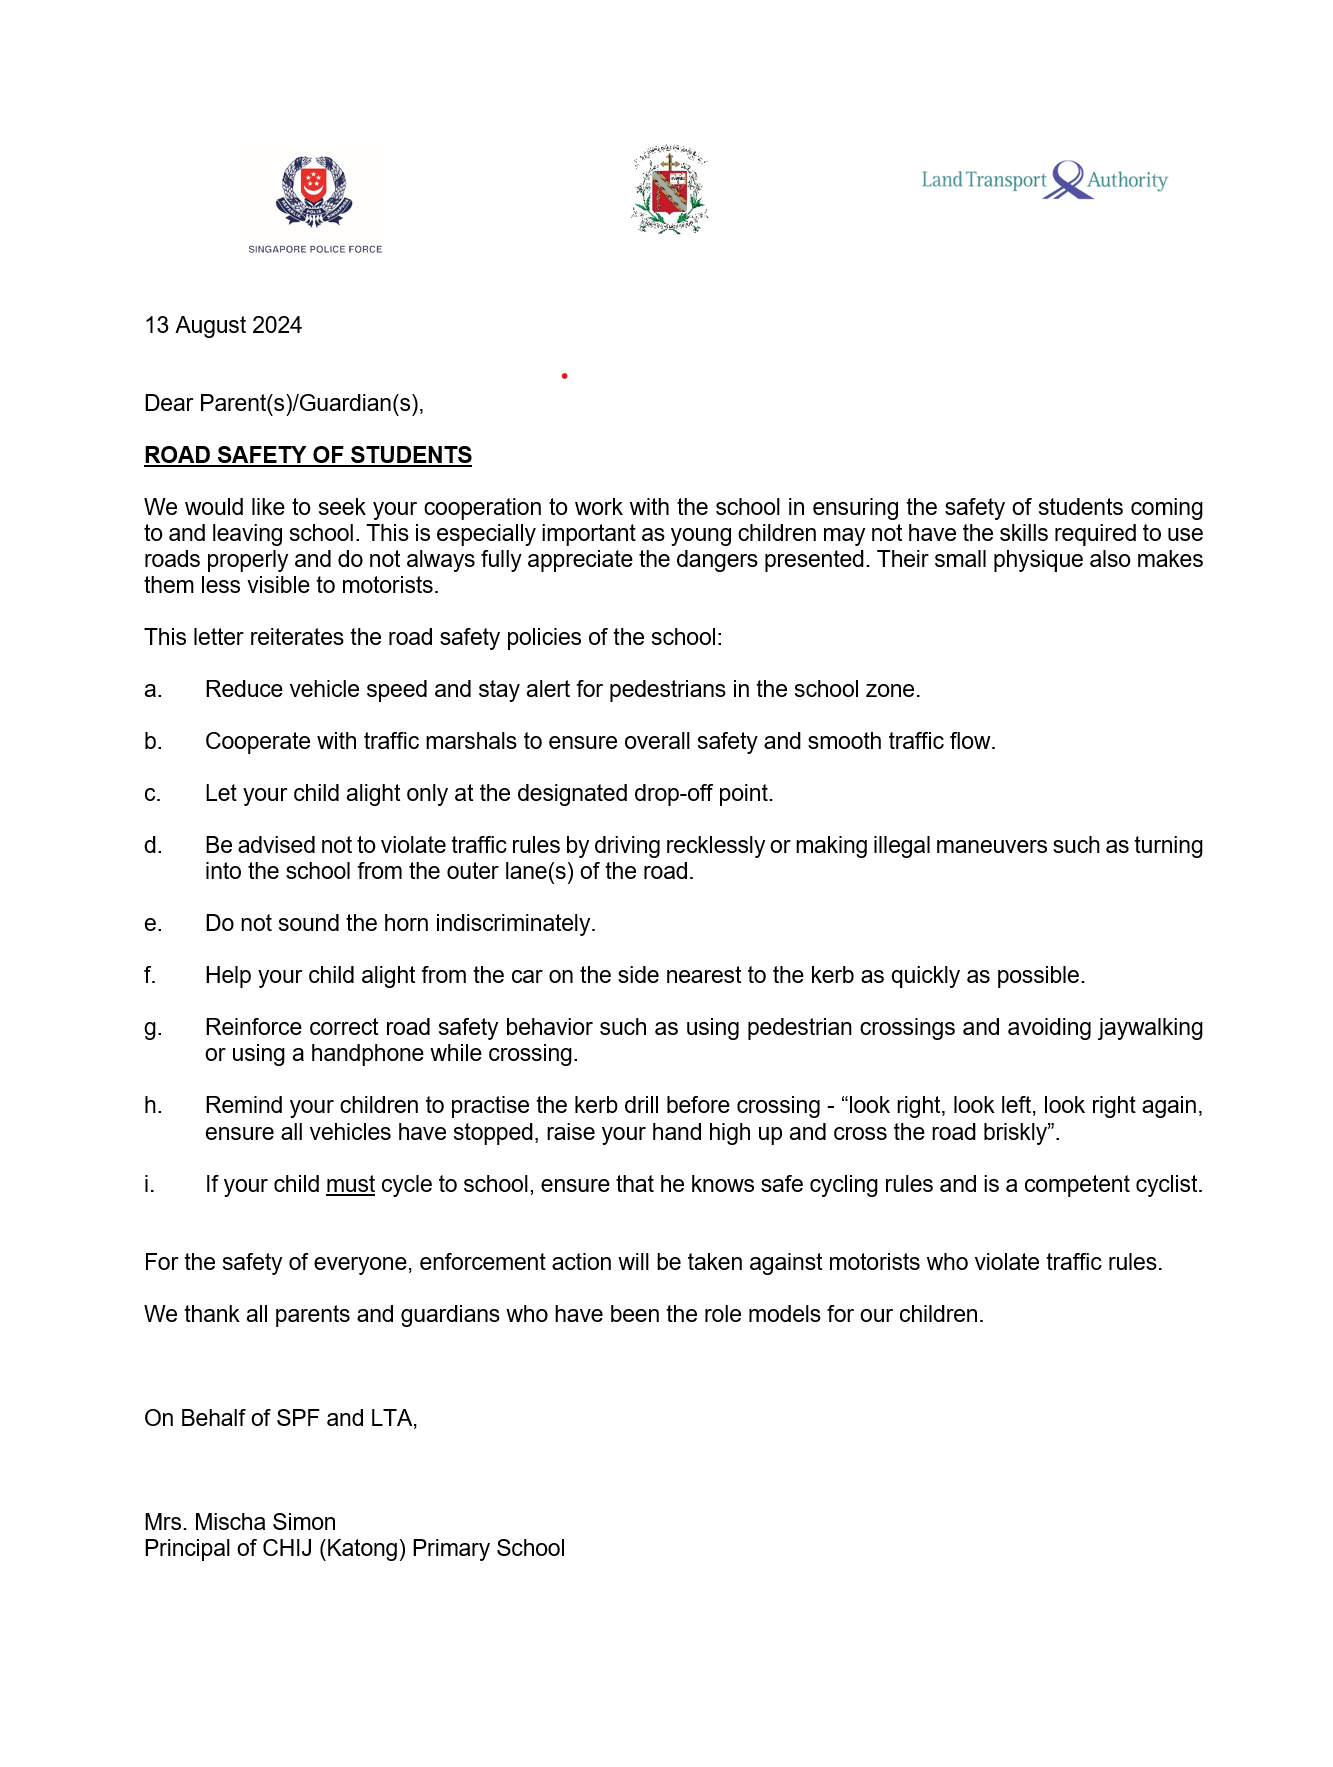 SINGAPORE POLICE FORCE
Land Transport Authority
13 August 2024
Dear Parent(s)/Guardian(s),
ROAD SAFETY OF STUDENTS
We would like to seek your cooperation to work with the school in ensuring the safety of students coming
to and leaving school. This is especially important as young children may not have the skills required to use
roads properly and do not always fully appreciate the dangers presented. Their small physique also makes
them less visible to motorists.
This letter reiterates the road safety policies of the school:
a. Reduce vehicle speed and stay alert for pedestrians in the school zone.
b. Cooperate with traffic marshals to ensure overall safety and smooth traffic flow.
c. Let your child alight only at the designated drop-off point.
d. Be advised not to violate traffic rules by driving recklessly or making illegal maneuvers such as turning
into the school from the outer lane(s) of the road.
e. Do not sound the horn indiscriminately.
f. Help your child alight from the car on the side nearest to the kerb as quickly as possible.
g. Reinforce correct road safety behavior such as using pedestrian crossings and avoiding jaywalking
or using a handphone while crossing.
h. Remind your children to practise the kerb drill before crossing - “look right, look left, look right again,
ensure all vehicles have stopped, raise your hand high up and cross the road briskly”.
i. If your child must cycle to school, ensure that he knows safe cycling rules and is a competent cyclist.
For the safety of everyone, enforcement action will be taken against motorists who violate traffic rules.
We thank all parents and guardians who have been the role models for our children.
On Behalf of SPF and LTA,
Mrs. Mischa Simon
Principal of CHIJ (Katong) Primary School